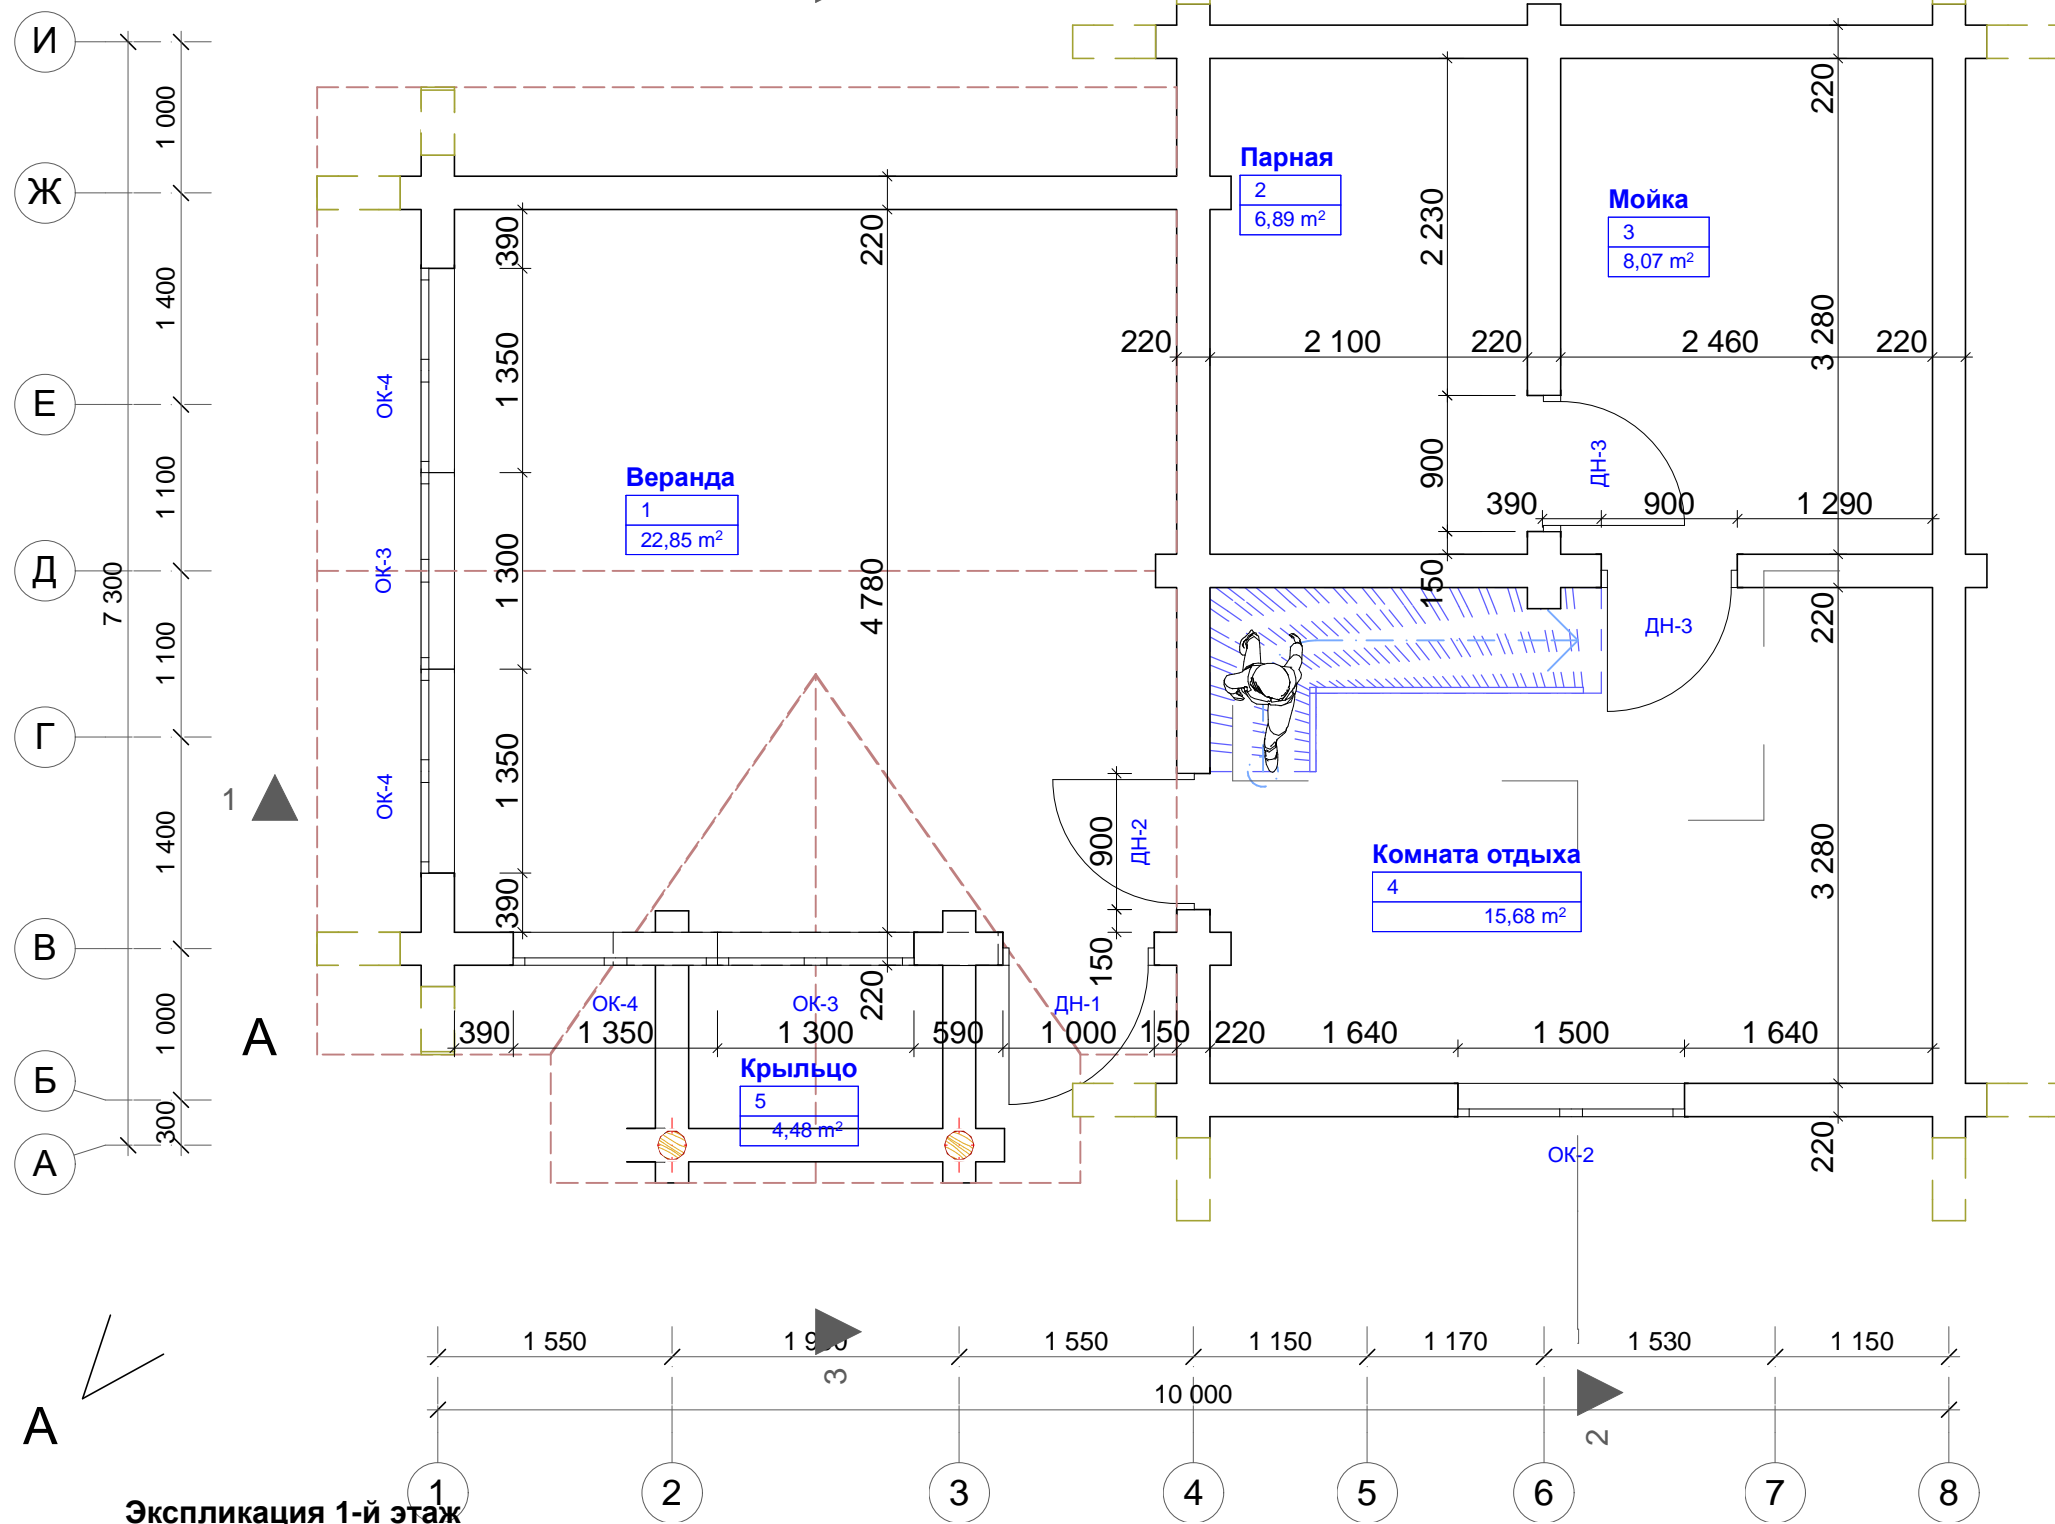 И
Ж
Е
Д
Г
В
Б
А
1 000
1 400
1 100
1 100
1 400
1 000
300
7 300
1
А
ОК-4
ОК-3
ОК-4
390
1 350
1 300
1 350
390
220
4 780
220
Веранда
1
22,85 m²
Парная
2
6,89 m²
2 230
900
150
Мойка
3
8,07 m²
220
3 280
220
3 280
220
220
2 100
220
2 460
220
ДН-3
390
900
1 290
ДН-3
900
ДН-2
150
Комната отдыха
4
15,68 m²
ОК-4
ОК-3
ДН-1
390
1 350
1 300
590
1 000
150
220
1 640
1 500
1 640
Крыльцо
5
4,48 m²
ОК-2
1 550
1 550
1 150
1 170
1 530
1 150
3
10 000
2
А
1
2
3
4
5
6
7
8
Экспликация 1-й этаж